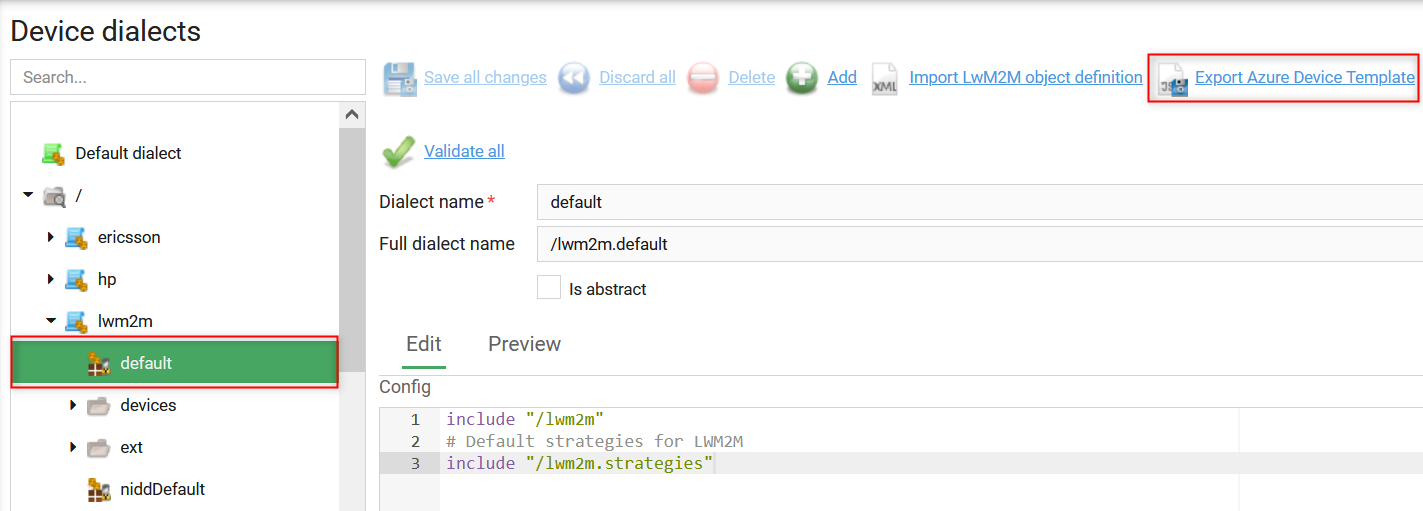 Device dialects
Search...
Save all changes Discard all Delete Add XML Import LwM2M object definition JS Export Azure Device Template
Validate all
Default dialect
/
ericsson
hp
lwm2m
default
devices
ext
niddDefault
Dialect name* default
Full dialect name /lwm2m.default
Is abstract
Edit Preview
Config
1 include "/lwm2m"
2 # Default strategies for LWM2M
3 include "/lwm2m.strategies"